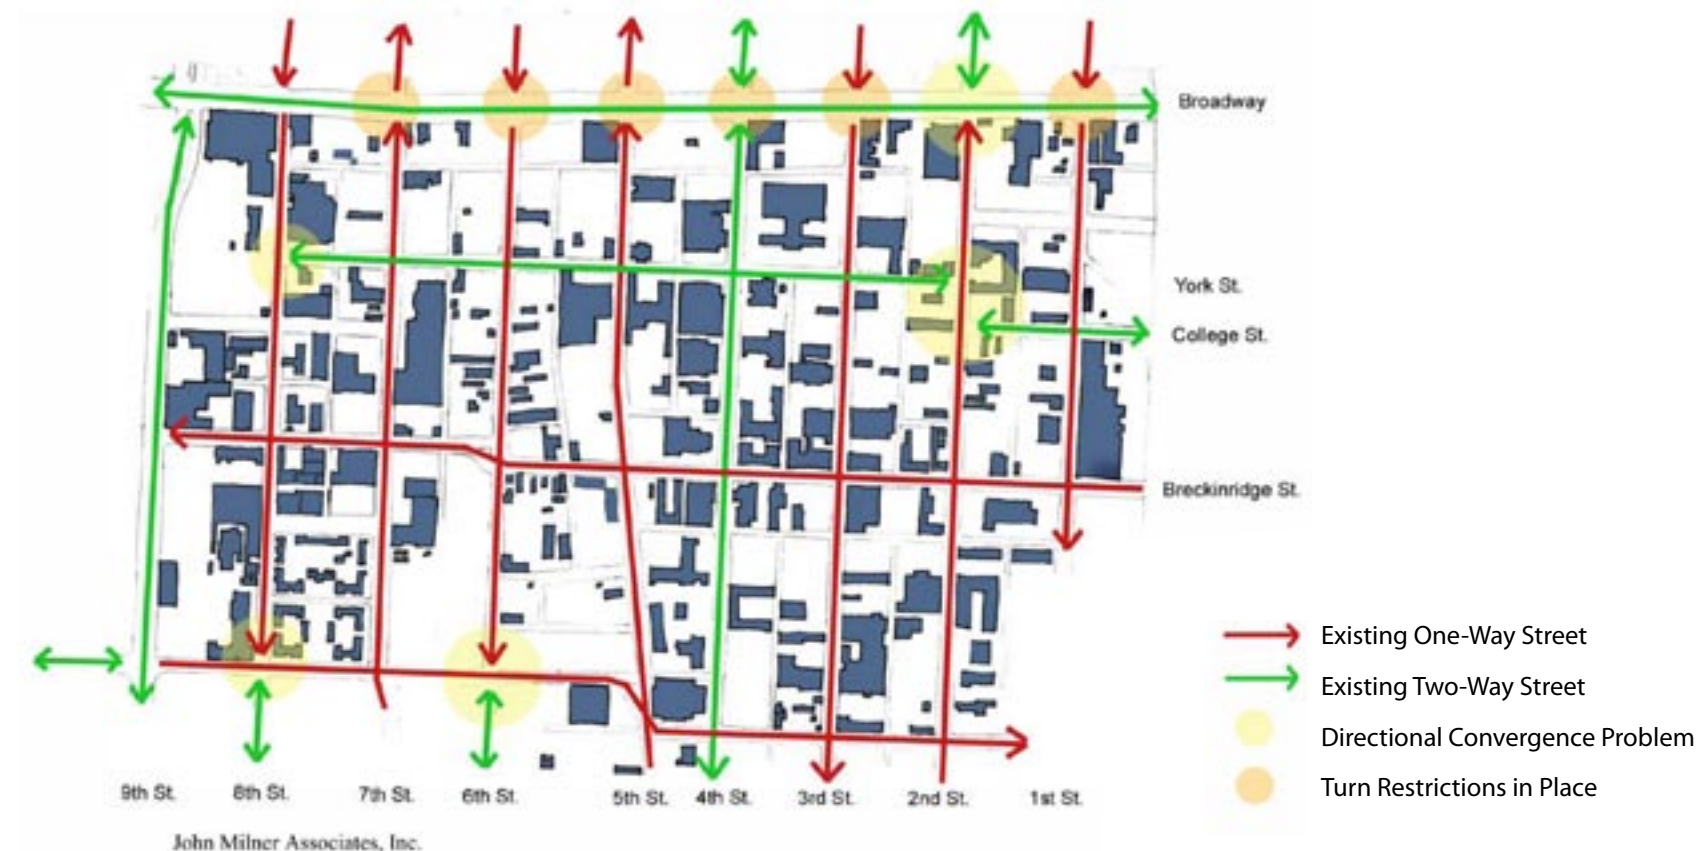 Broadway
York St.
College St.
Breckinridge St.
Existing One-Way Street
Existing Two-Way Street
Directional Convergence Problem
Turn Restrictions in Place
9th St. 8th St. 7th St. 6th St. 5th St. 4th St. 3rd St. 2nd St. 1st St.
John Milner Associates, Inc.